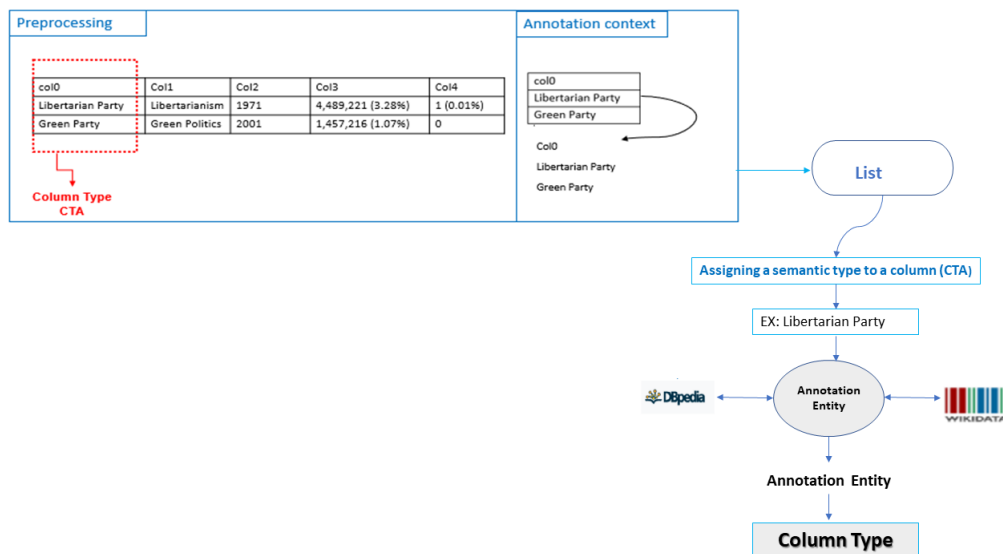 Preprocessing
Annotation context
col0 Col1 Col2 Col3 Col4
Libertarian Party Libertarianism 1971 4,489,221 (3.28%) 1 (0.01%)
Green Party Green Politics 2001 1,457,216 (1.07%) 0
Column Type
CTA
col0
Libertarian Party
Green Party
Col0
Libertarian Party
Green Party
List
Assigning a semantic type to a column (CTA)
EX: Libertarian Party
Annotation
Entity
DBpedia
WIKIDATA
Annotation Entity
Column Type